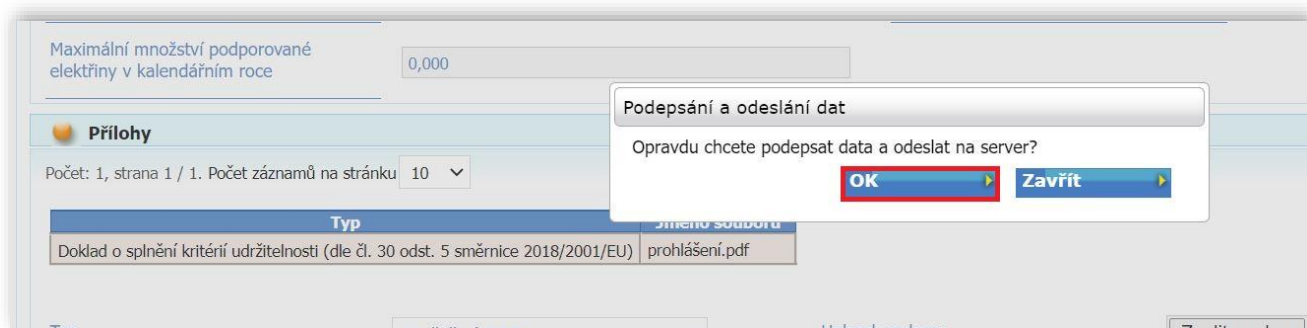 Maximální množství podporované
elektřiny v kalendářním roce
0,000
Podepsání a odeslání dat
Opravdu chcete podepsat data a odeslat na server?
OK
Zavřít
Přílohy
Počet: 1, strana 1 / 1. Počet záznamů na stránku 10
Typ
Jméno souboru
Doklad o splnění kritérií udržitelnosti (dle čl. 30 odst. 5 směrnice 2018/2001/EU) prohlášení.pdf